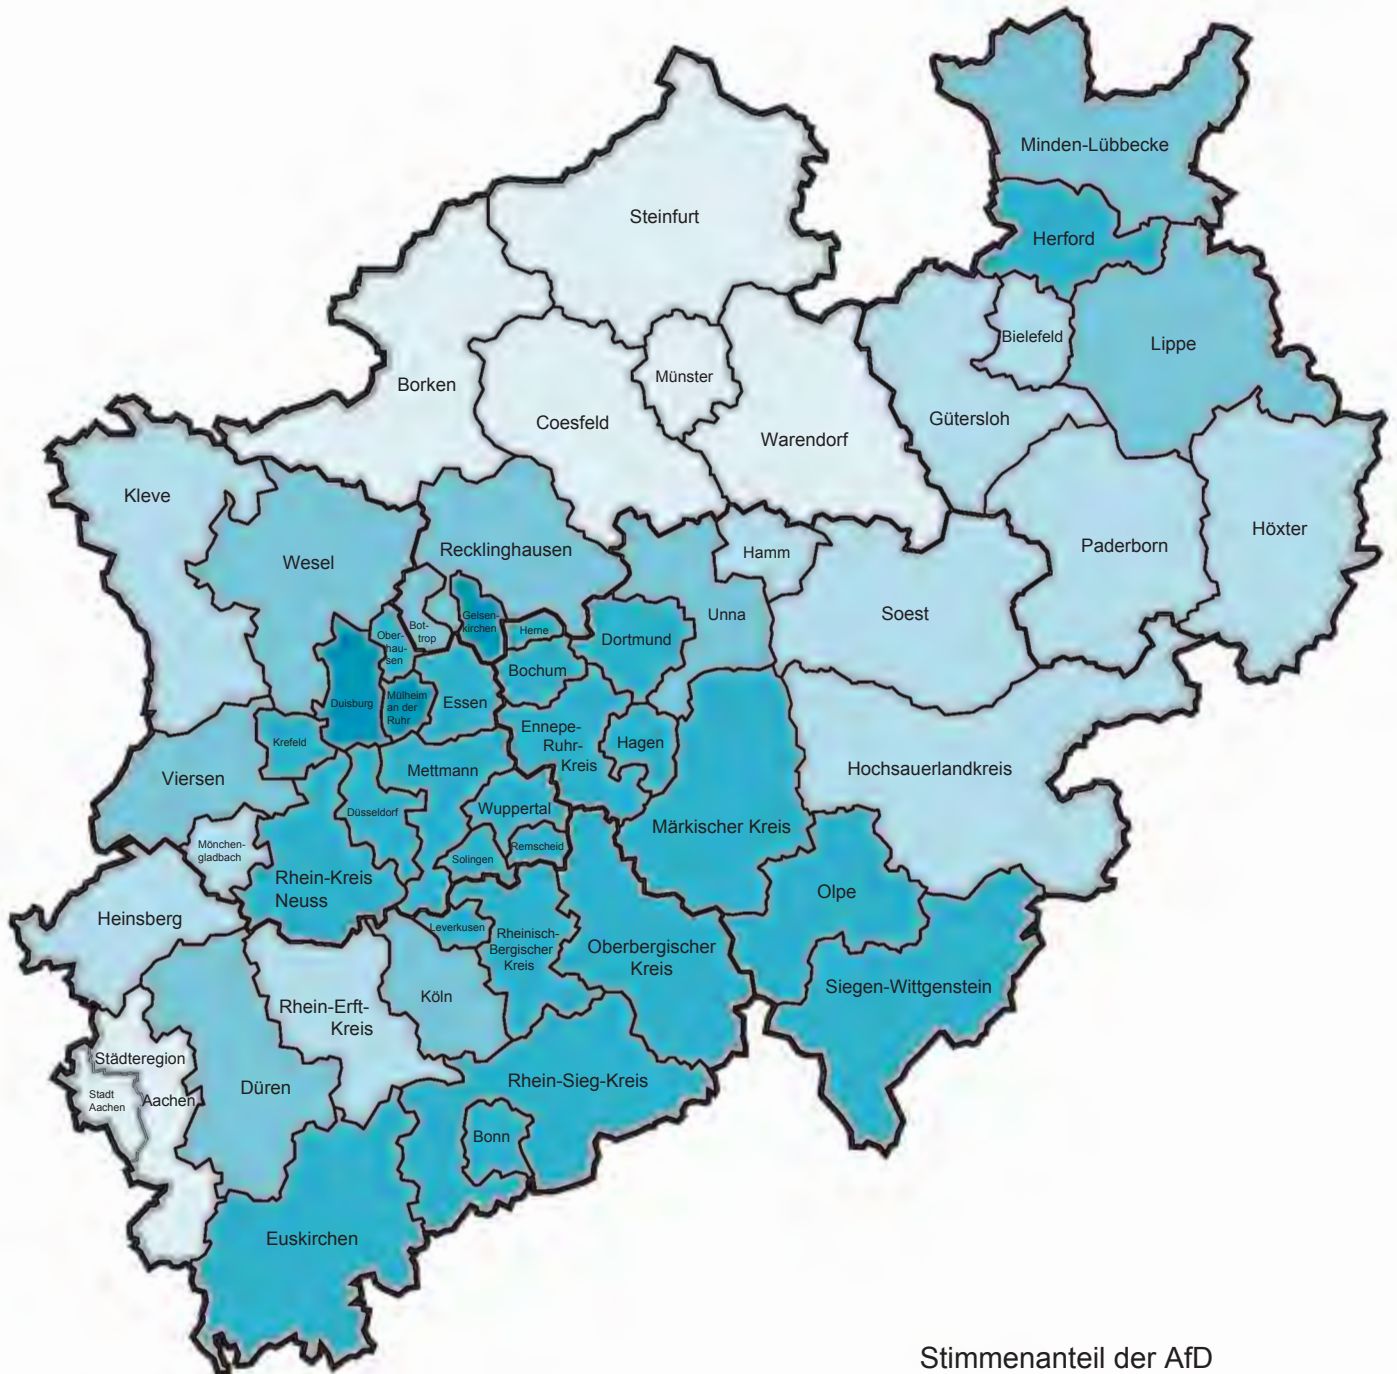 Minden-Lübbecke
Steinfurt
Herford
Bielefeld
Lippe
Münster
Borken
Coesfeld
Gütersloh
Warendorf
Kleve
Höxter
Paderborn
Recklinghausen
Hamm
Wesel
Soest
Unna
Gelsen-
kirchen
Bot-
trop
Herne
Ober-
hau-
sen
Dortmund
Bochum
Duisburg
Mülheim
an der
Ruhr
Essen
Ennepe-
Ruhr-
Kreis
Hagen
Krefeld
Hochsauerlandkreis
Mettmann
Viersen
Düsseldorf
Wuppertal
Märkischer Kreis
Mönchen-
gladbach
Remscheid
Solingen
Rhein-Kreis
Neuss
Olpe
Heinsberg
Leverkusen
Rheinisch-
Bergischer
Kreis
Oberbergischer
Kreis
Siegen-Wittgenstein
Köln
Rhein-Erft-
Kreis
Städteregion
Aachen
Stadt
Aachen
Düren
Rhein-Sieg-Kreis
Bonn
Euskirchen
Stimmenanteil der AfD